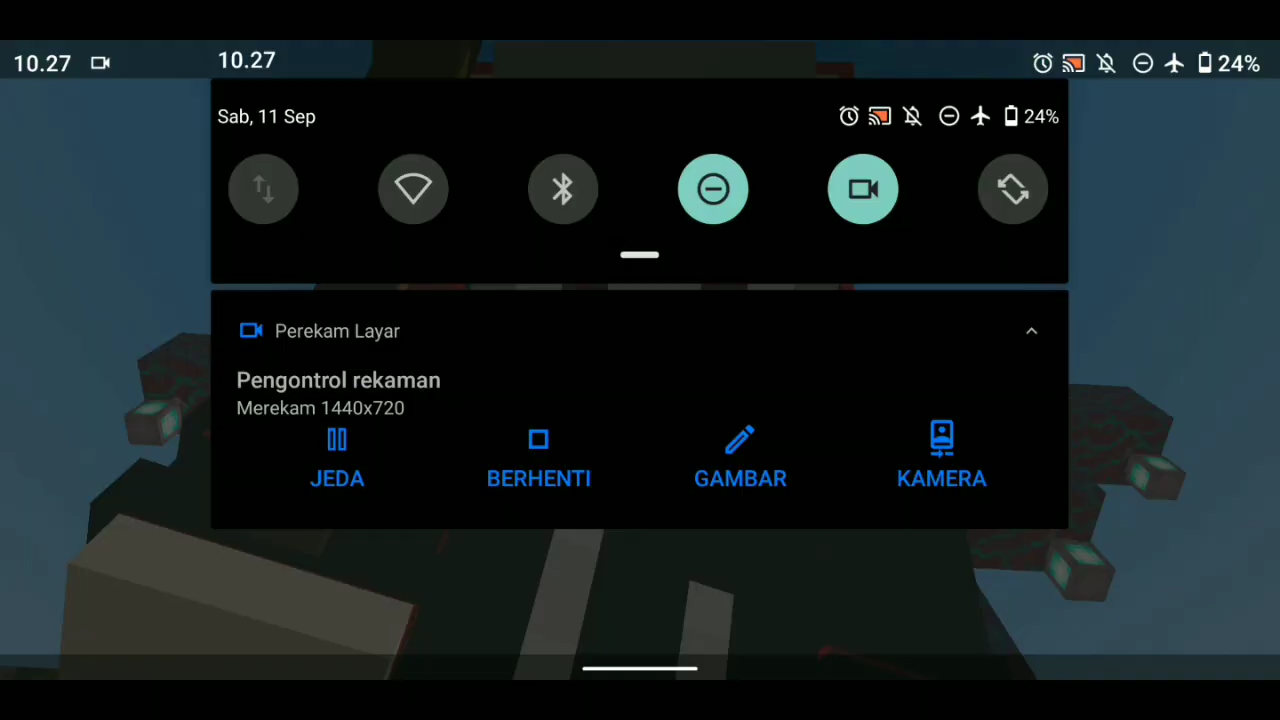 10.27
10.27
24%
Sab, 11 Sep
24%
Perekam Layar
Pengontrol rekaman
Merekam 1440x720
JEDA
BERHENTI
GAMBAR
KAMERA